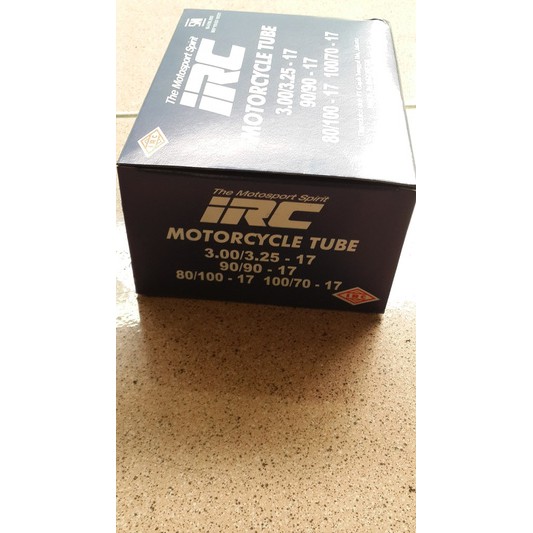 The Motosport Spirit
iRC
MOTORCYCLE TUBE
3.00/3.25 - 17
90/90 - 17
80/100 - 17 100/70 - 17
The Motosport Spirit
iRC
MOTORCYCLE TUBE
3.00/3.25 - 17
90/90 - 17
80/100 - 17 100/70 - 17